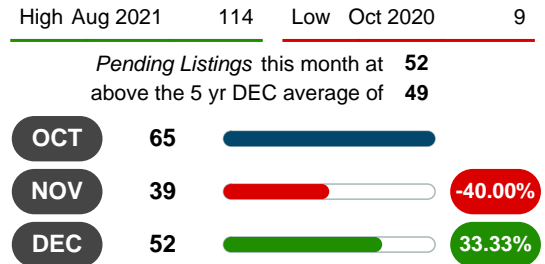 High Aug 2021 114 Low Oct 2020 9
Pending Listings this month at 52
above the 5 yr DEC average of 49
OCT 65
NOV 39 -40.00%
DEC 52 33.33%